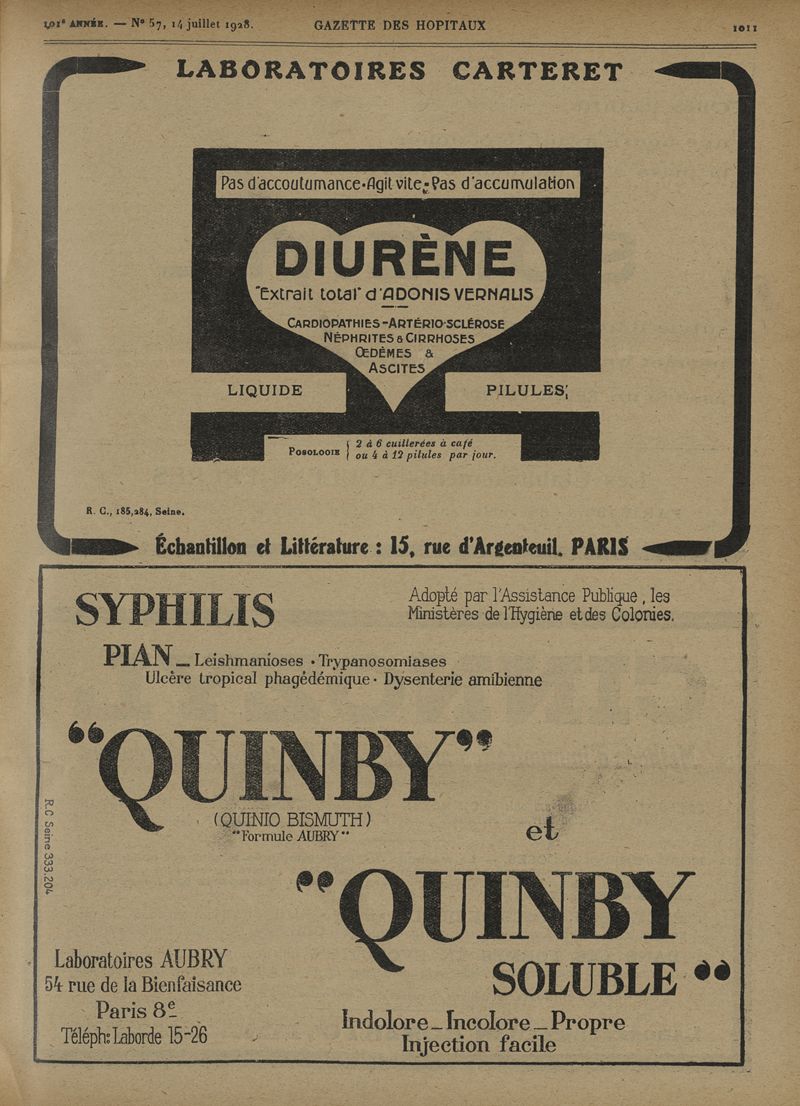 101e ANNÉE. — N° 57, 14 juillet 1928.
GAZETTE DES HOPITAUX
1011
LABORATOIRES CARTERET
Pas d'accoutumance-Agit vite-Pas d'accumulation
DIURÈNE
"Extrait total" d'ADONIS VERNALIS
CARDIOPATHIES-ARTÉRIO-SCLÉROSE
NÉPHRITES & CIRRHOSES
ŒDÈMES &
ASCITES
LIQUIDE
PILULES
POSOLOGIE { 2 à 6 cuillerées à café
ou 4 à 12 pilules par jour.
R. C., 185,284, Seine.
Échantillon et Littérature : 15, rue d'Argenteuil. PARIS
SYPHILIS
Adopté par l'Assistance Publique, les
Ministères de l'Hygiène et des Colonies.
PIAN _ Leishmanioses • Trypanosomiases
Ulcère tropical phagédémique • Dysenterie amibienne
"QUINBY"
(QUINIO BISMUTH)
"Formule AUBRY"
et
"QUINBY
SOLUBLE"
R.C Seine 333.204
Laboratoires AUBRY
54 rue de la Bienfaisance
Paris 8e
Téléph: Laborde 15-26
Indolore _ Incolore _ Propre
Injection facile